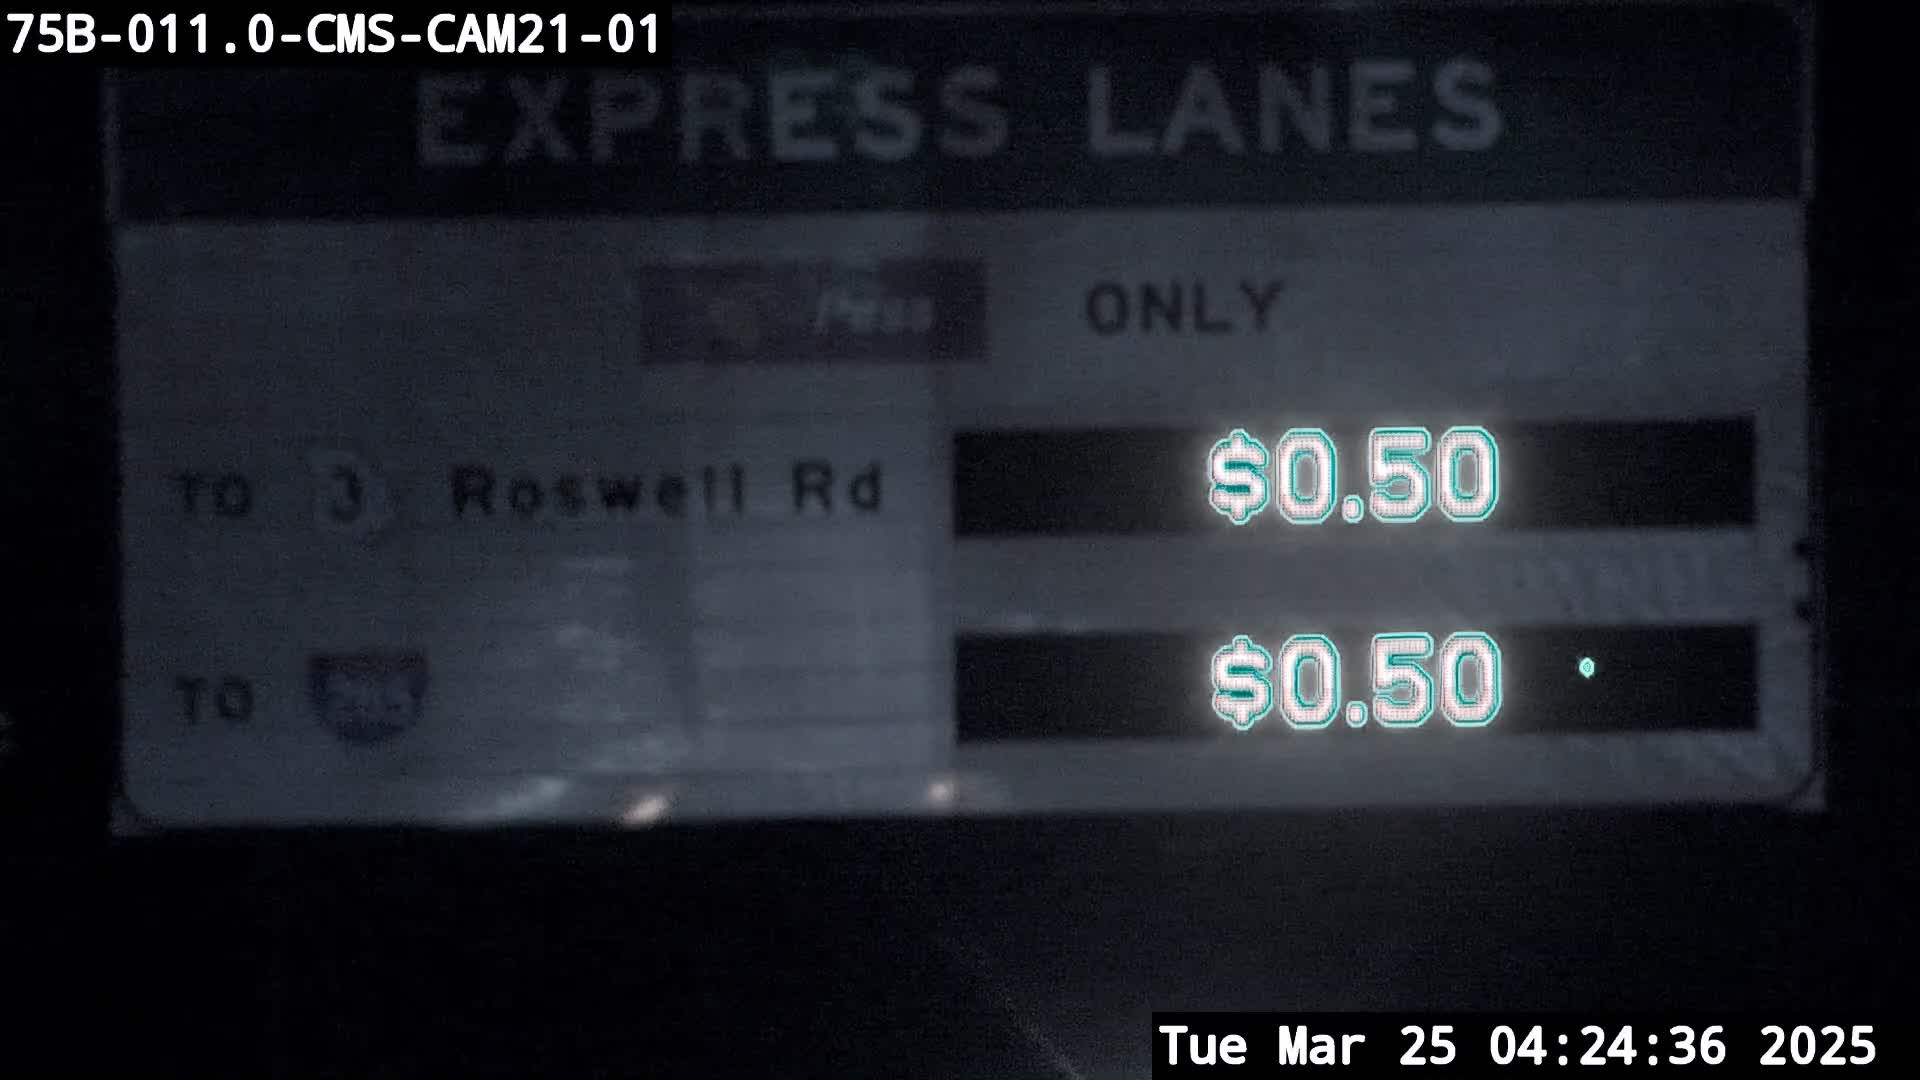 75B-011.0-CMS-CAM21-01
EXPRESS LANES
Pass ONLY
TO 3 Roswell Rd $0.50
TO $0.50
Tue Mar 25 04:24:36 2025